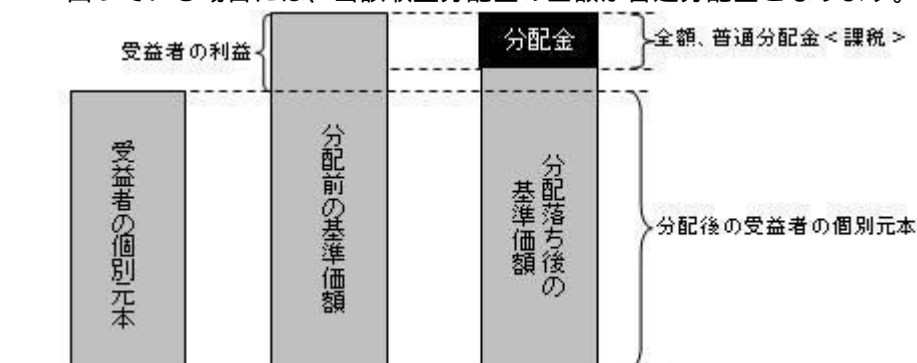 受益者の利益
分配金
全額、普通分配金＜課税＞
受益者の個別元本
分配前の基準価額
分配落ち後の
基準価額
分配後の受益者の個別元本